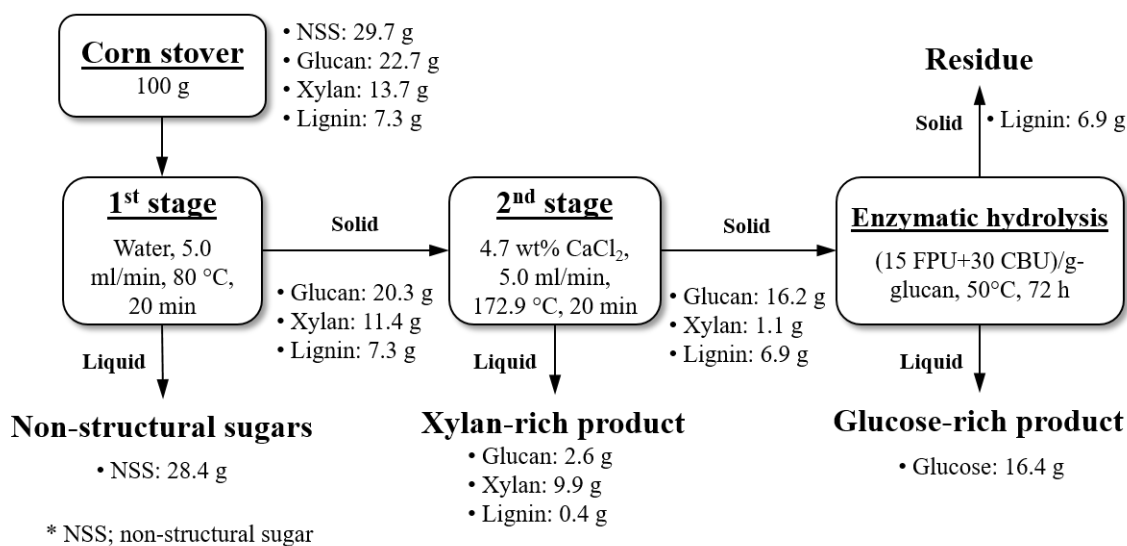 Corn stover
100 g
• NSS: 29.7 g
• Glucan: 22.7 g
• Xylan: 13.7 g
• Lignin: 7.3 g
1st stage
Water, 5.0
ml/min, 80 °C,
20 min
Solid
• Glucan: 20.3 g
• Xylan: 11.4 g
• Lignin: 7.3 g
2nd stage
4.7 wt% CaCl2,
5.0 ml/min,
172.9 °C, 20 min
Solid
• Glucan: 16.2 g
• Xylan: 1.1 g
• Lignin: 6.9 g
Residue
Solid
• Lignin: 6.9 g
Enzymatic hydrolysis
(15 FPU+30 CBU)/g-
glucan, 50°C, 72 h
Liquid
Non-structural sugars
• NSS: 28.4 g
Liquid
Xylan-rich product
• Glucan: 2.6 g
• Xylan: 9.9 g
• Lignin: 0.4 g
Liquid
Glucose-rich product
• Glucose: 16.4 g
* NSS; non-structural sugar